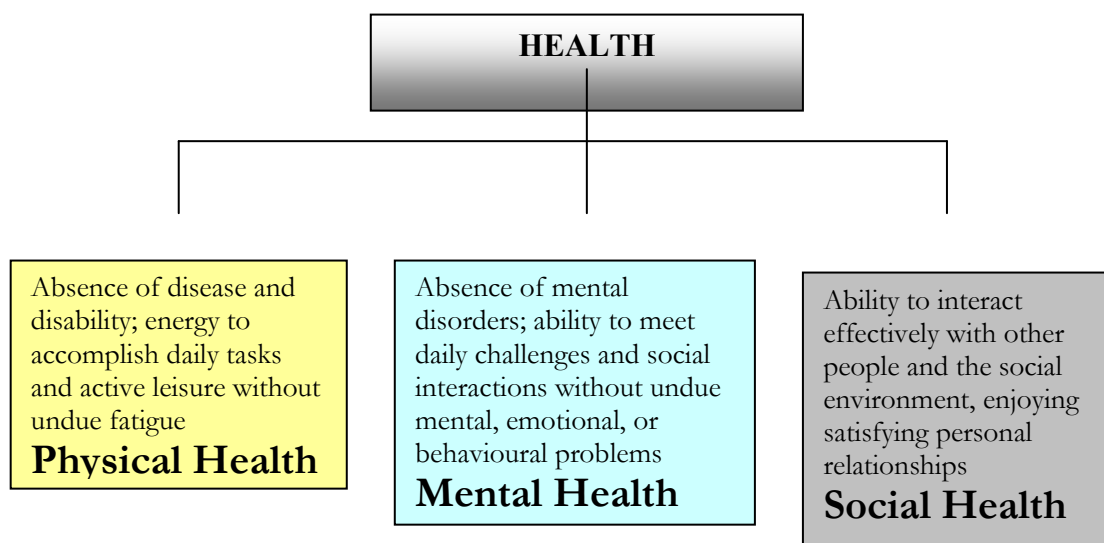 HEALTH
Absence of disease and
disability; energy to
accomplish daily tasks
and active leisure without
undue fatigue
Physical Health
Absence of mental
disorders; ability to meet
daily challenges and social
interactions without undue
mental, emotional, or
behavioural problems
Mental Health
Ability to interact
effectively with other
people and the social
environment, enjoying
satisfying personal
relationships
Social Health